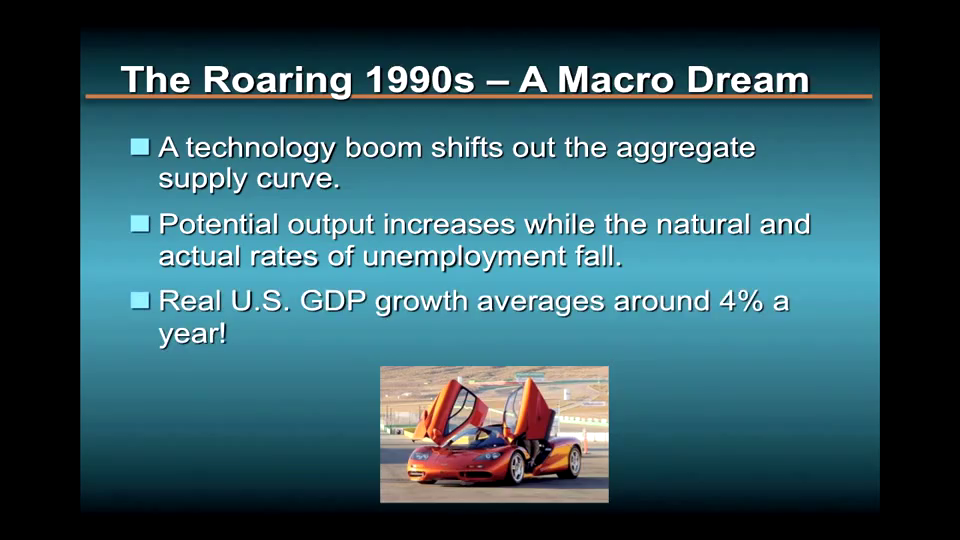 The Roaring 1990s – A Macro Dream
A technology boom shifts out the aggregate
supply curve.
Potential output increases while the natural and
actual rates of unemployment fall.
Real U.S. GDP growth averages around 4% a
year!